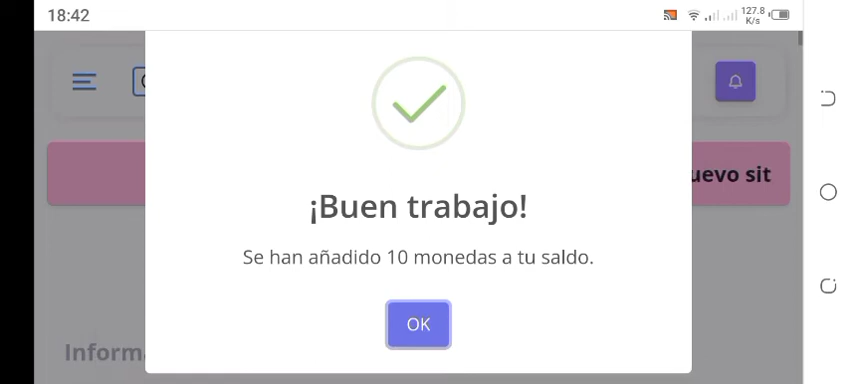 18:42
127.8
K/s
uevo sit
¡Buen trabajo!
Se han añadido 10 monedas a tu saldo.
OK
Inform